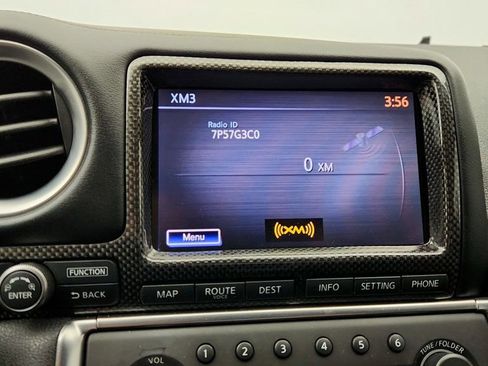 XM3 3:56
Radio ID
7P57G3C0
0 XM
Menu ((XM))
FUNCTION
ENTER BACK
MAP ROUTE VOICE DEST INFO SETTING PHONE
VOL 1 2 3 4 5 6 TUNE / FOLDER